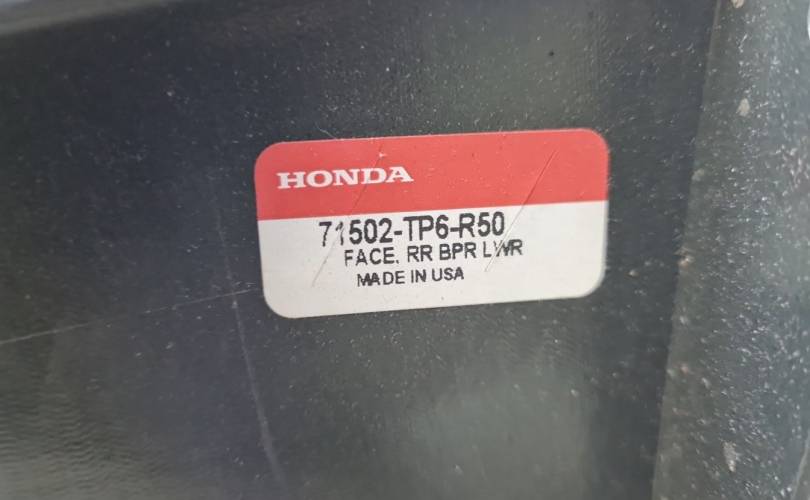 HONDA
71502-TP6-R50
FACE, RR BPR LWR
MADE IN USA